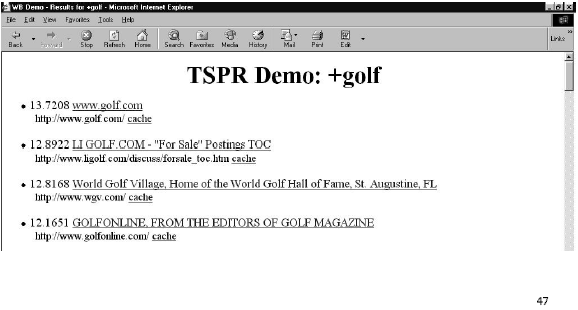 WB Demo - Results for +golf - Microsoft Internet Explorer
File Edit View Favorites Tools Help
Back Forward Stop Refresh Home Search Favorites Media History Mail Print Edit Links »
TSPR Demo: +golf
• 13.7208 www.golf.com
http://www.golf.com/ cache
• 12.8922 LI GOLF.COM - "For Sale" Postings TOC
http://www.ligolf.com/discuss/forsale_toc.htm cache
• 12.8168 World Golf Village, Home of the World Golf Hall of Fame, St. Augustine, FL
http://www.wgv.com/ cache
• 12.1651 GOLFONLINE, FROM THE EDITORS OF GOLF MAGAZINE
http://www.golfonline.com/ cache
47